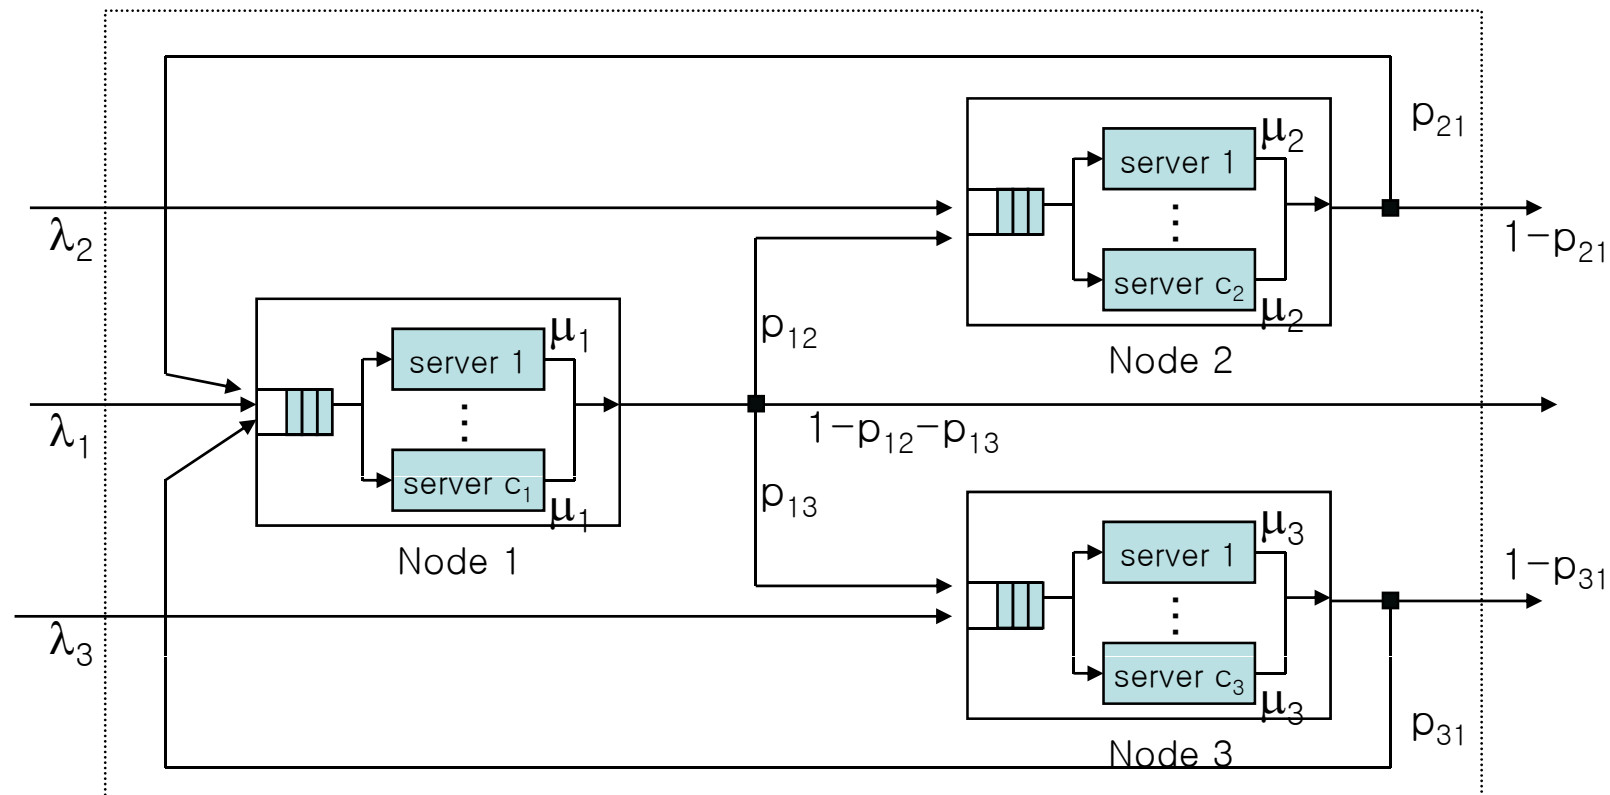 p₂₁
μ₂
server 1
λ₂
⋮
1-p₂₁
server c₂
μ₂
p₁₂
μ₁
server 1
Node 2
λ₁
⋮
1-p₁₂-p₁₃
server c₁
μ₁
p₁₃
Node 1
μ₃
server 1
1-p₃₁
λ₃
⋮
server c₃
μ₃
p₃₁
Node 3